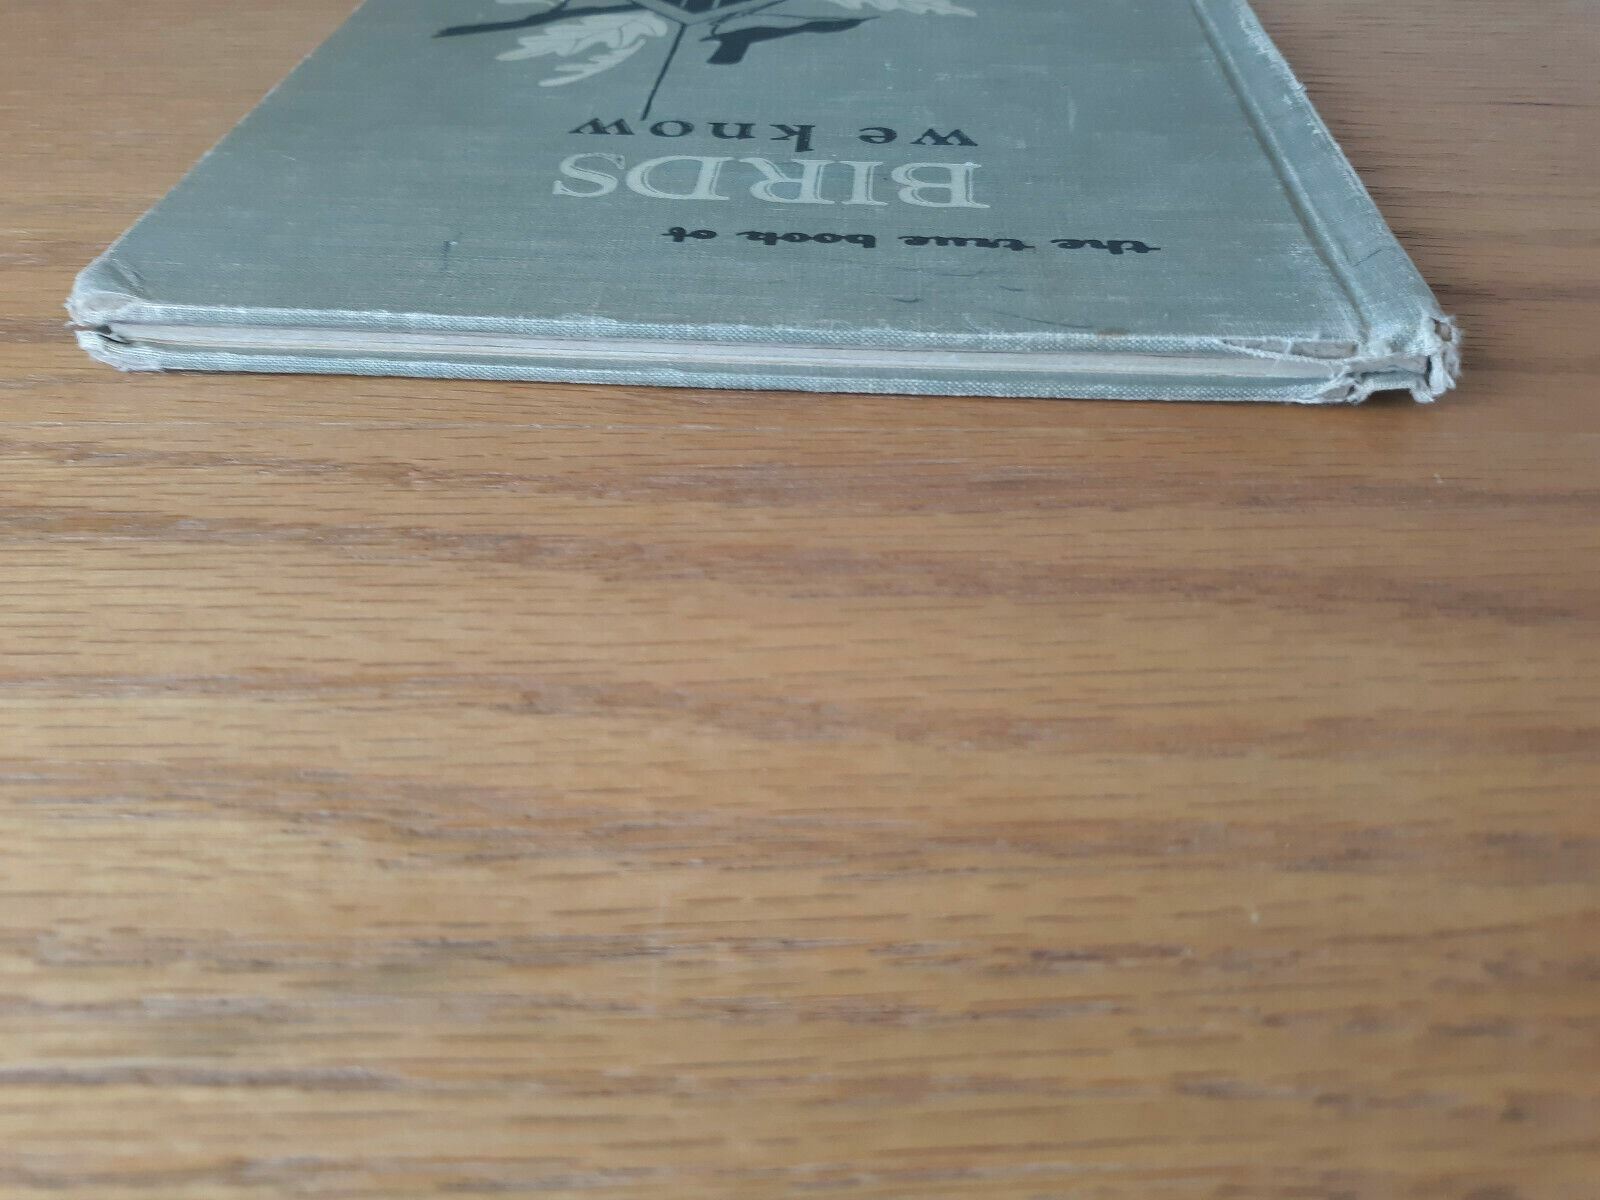 the true book of
BIRDS
we know